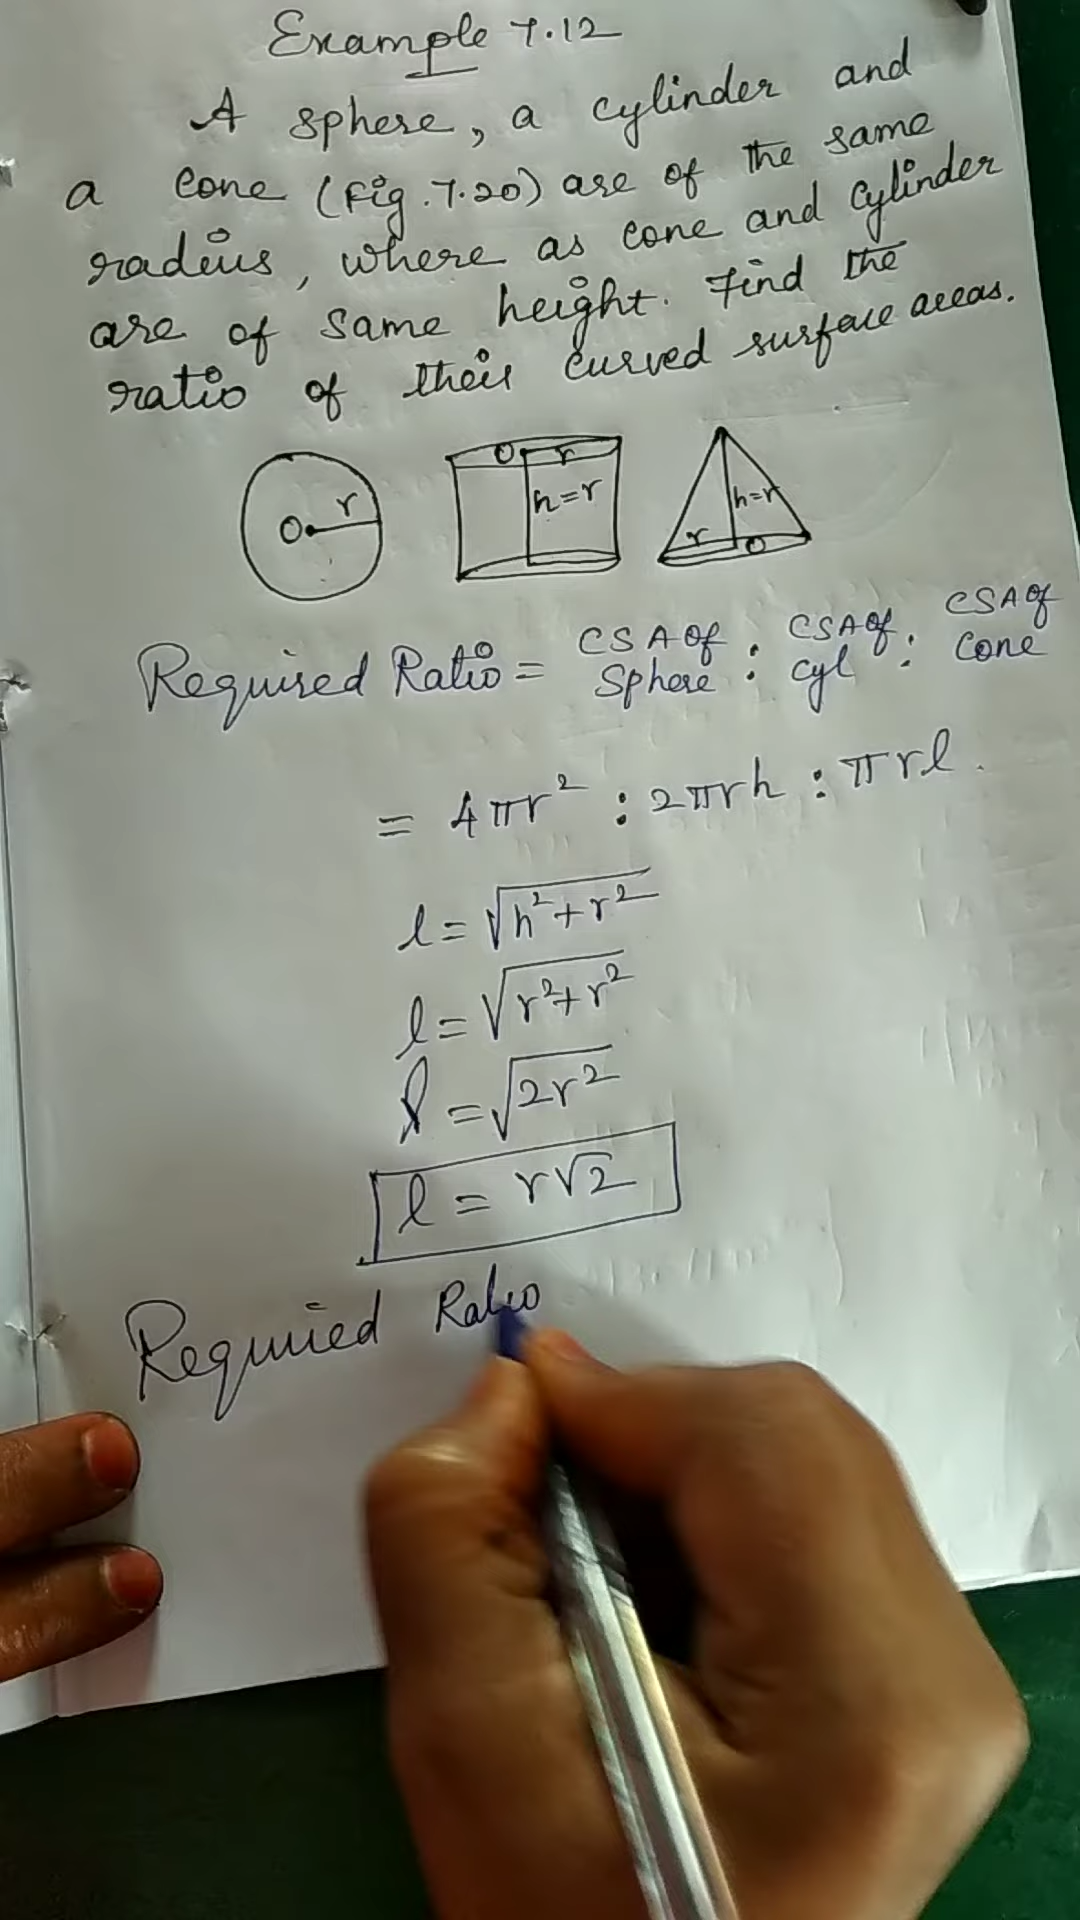 Example 7.12
A sphere, a cylinder and
a cone (Fig.7.20) are of the same
radius, where as cone and cylinder
are of same height. Find the
ratio of their curved surface areas.
O r
O r
h=r
h=r
r O
Required Ratio = CSA of Sphere : CSA of cyl : CSA of Cone
= 4πr² : 2πrh : πrl.
l = √h²+r²
l = √r²+r²
l = √2r²
l = r√2
Required Ratio